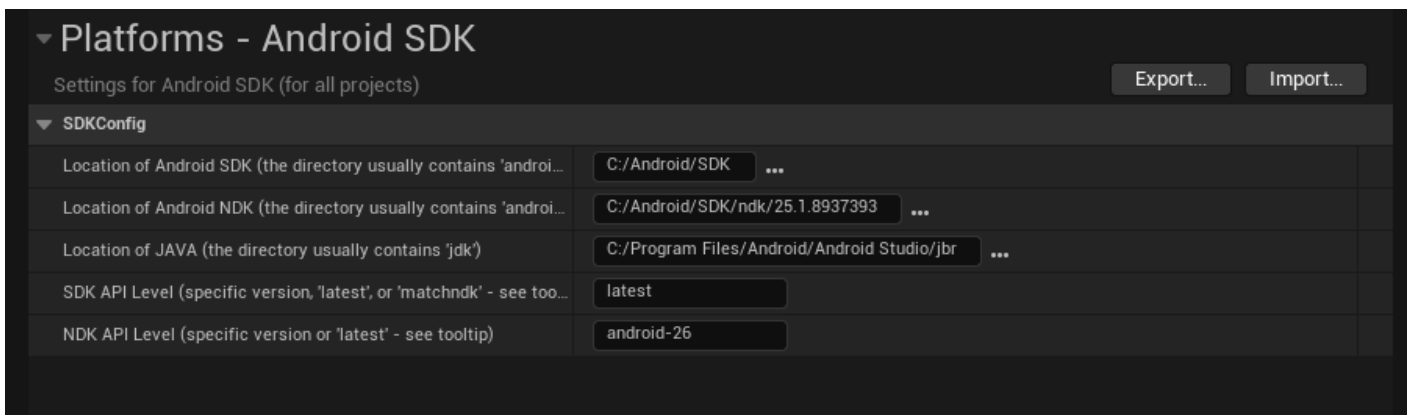 Platforms - Android SDK
Settings for Android SDK (for all projects)
Export...
Import...
SDKConfig
Location of Android SDK (the directory usually contains 'androi...
C:/Android/SDK
Location of Android NDK (the directory usually contains 'androi...
C:/Android/SDK/ndk/25.1.8937393
Location of JAVA (the directory usually contains 'jdk')
C:/Program Files/Android/Android Studio/jbr
SDK API Level (specific version, 'latest', or 'matchndk' - see too...
latest
NDK API Level (specific version or 'latest' - see tooltip)
android-26